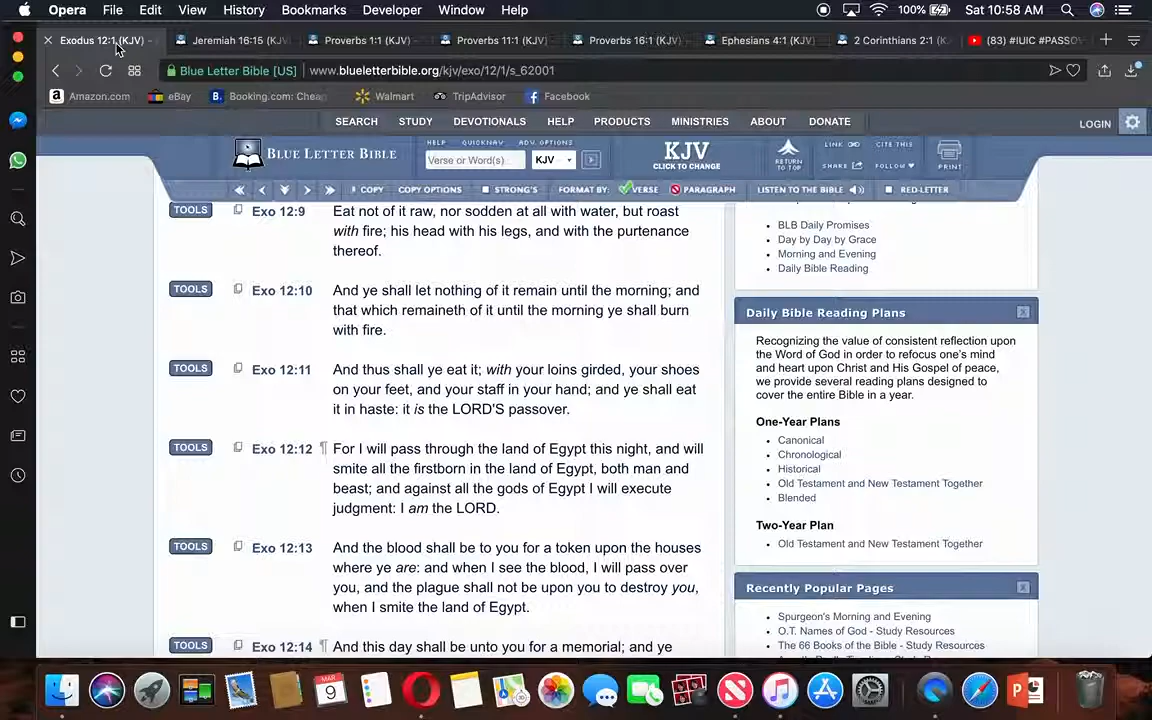 Opera File Edit View History Bookmarks Developer Window Help 100% Sat 10:58 AM
Exodus 12:1 (KJV) - Jeremiah 16:15 (KJV) Proverbs 1:1 (KJV) - Proverbs 11:1 (KJV) - Proverbs 16:1 (KJV) - Ephesians 4:1 (KJV) - 2 Corinthians 2:1 (K (83) #IUIC #PASSO
Blue Letter Bible [US] www.blueletterbible.org/kjv/exo/12/1/s_62001
Amazon.com eBay Booking.com: Cheap Walmart TripAdvisor Facebook
SEARCH STUDY DEVOTIONALS HELP PRODUCTS MINISTRIES ABOUT DONATE LOGIN
HELP QUICKNAV ADV. OPTIONS
BLUE LETTER BIBLE Verse or Word(s) KJV
KJV
CLICK TO CHANGE
RETURN
TO TOP
LINK CITE THIS
SHARE FOLLOW
PRINT
COPY COPY OPTIONS STRONG'S FORMAT BY: VERSE PARAGRAPH LISTEN TO THE BIBLE RED-LETTER
TOOLS Exo 12:9 Eat not of it raw, nor sodden at all with water, but roast
with fire; his head with his legs, and with the purtenance
thereof.
TOOLS Exo 12:10 And ye shall let nothing of it remain until the morning; and
that which remaineth of it until the morning ye shall burn
with fire.
TOOLS Exo 12:11 And thus shall ye eat it; with your loins girded, your shoes
on your feet, and your staff in your hand; and ye shall eat
it in haste: it is the LORD'S passover.
TOOLS Exo 12:12 ¶ For I will pass through the land of Egypt this night, and will
smite all the firstborn in the land of Egypt, both man and
beast; and against all the gods of Egypt I will execute
judgment: I am the LORD.
TOOLS Exo 12:13 And the blood shall be to you for a token upon the houses
where ye are: and when I see the blood, I will pass over
you, and the plague shall not be upon you to destroy you,
when I smite the land of Egypt.
TOOLS Exo 12:14 ¶ And this day shall be unto you for a memorial; and ye
BLB Daily Promises
Day by Day by Grace
Morning and Evening
Daily Bible Reading
Daily Bible Reading Plans
Recognizing the value of consistent reflection upon
the Word of God in order to refocus one's mind
and heart upon Christ and His Gospel of peace,
we provide several reading plans designed to
cover the entire Bible in a year.
One-Year Plans
Canonical
Chronological
Historical
Old Testament and New Testament Together
Blended
Two-Year Plan
Old Testament and New Testament Together
Recently Popular Pages
Spurgeon's Morning and Evening
O.T. Names of God - Study Resources
The 66 Books of the Bible - Study Resources
MAR
9